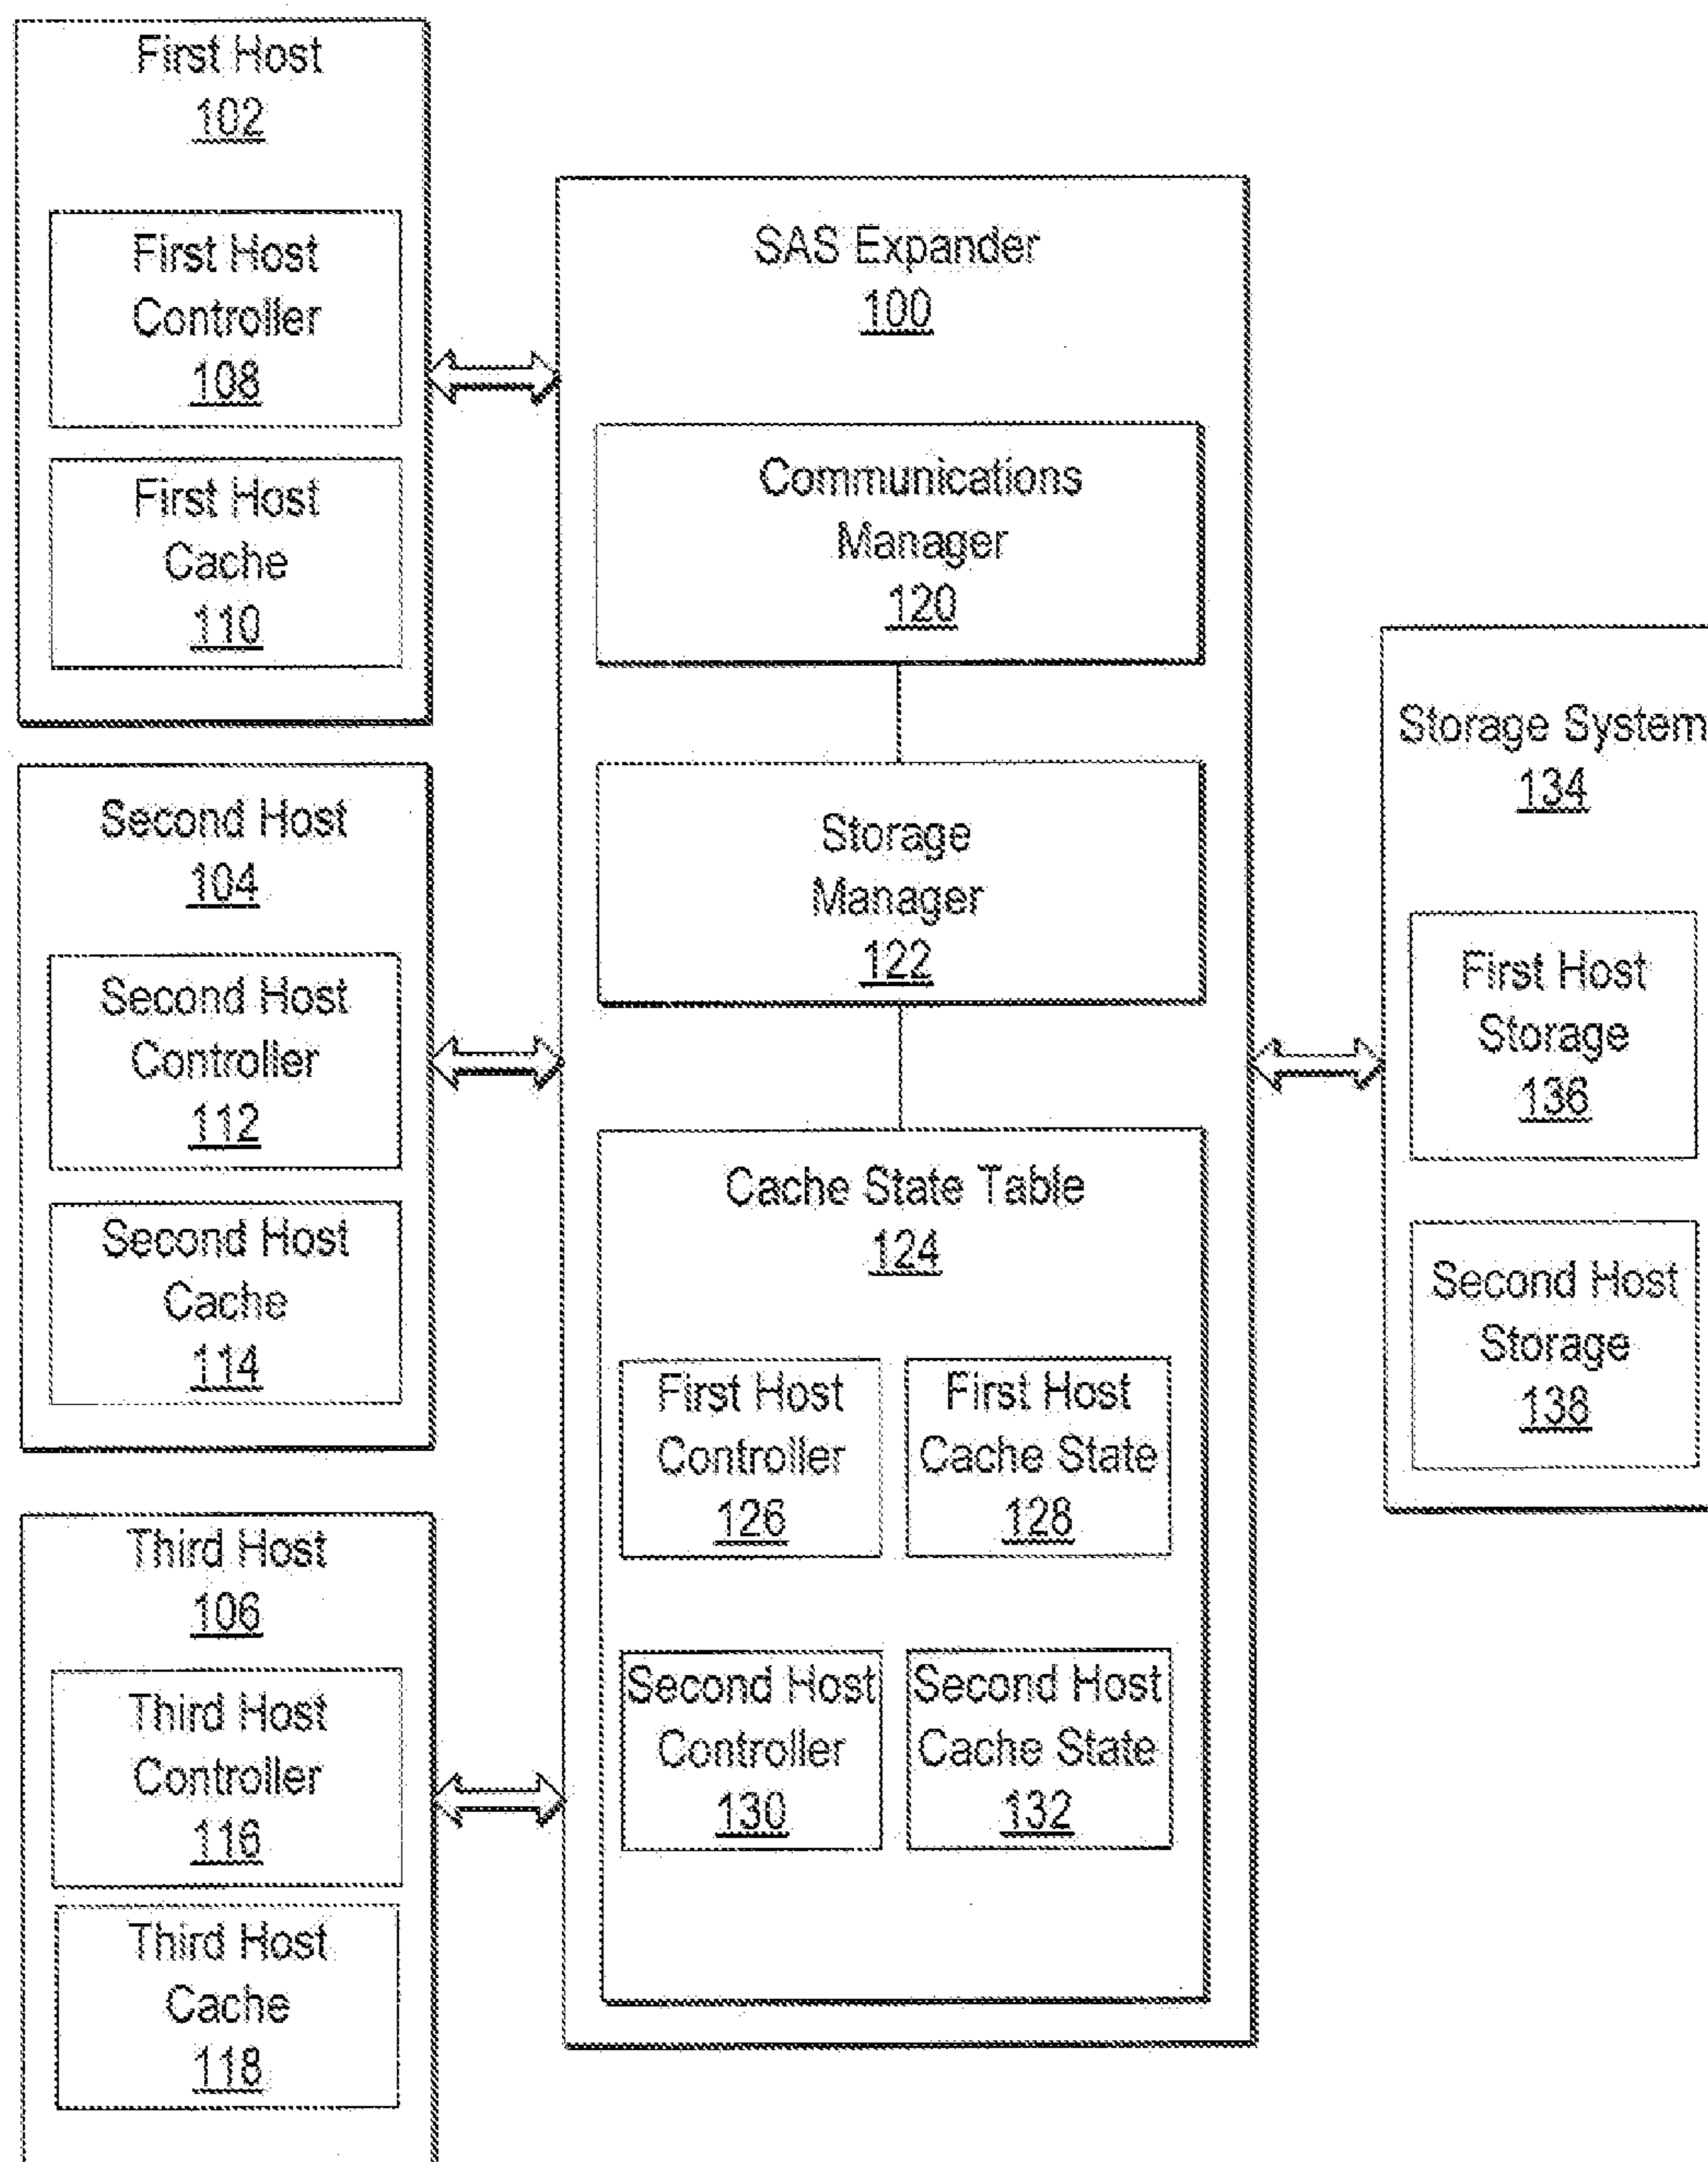 First Host
102
First Host
Controller
108
First Host
Cache
110
Second Host
104
Second Host
Controller
112
Second Host
Cache
114
Third Host
106
Third Host
Controller
116
Third Host
Cache
118
SAS Expander
100
Communications
Manager
120
Storage
Manager
122
Cache State Table
124
First Host
Controller
126
First Host
Cache State
128
Second Host
Controller
130
Second Host
Cache State
132
Storage System
134
First Host
Storage
136
Second Host
Storage
138